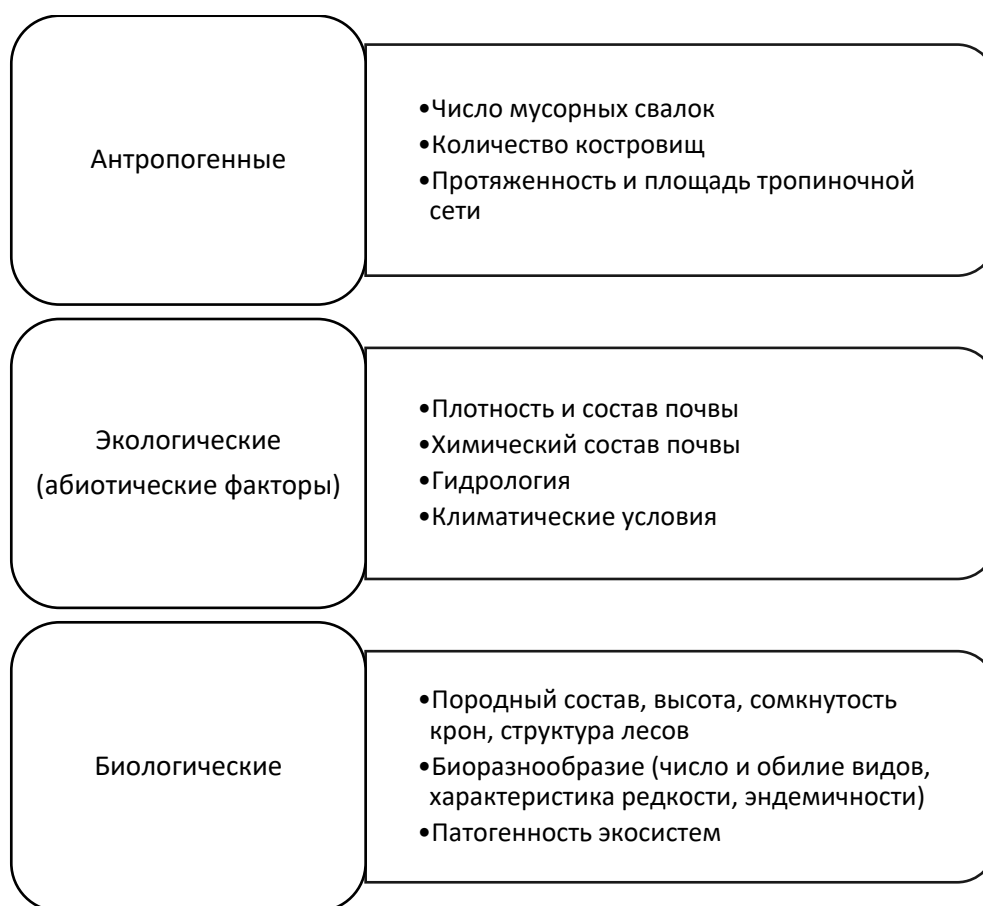 Антропогенные
•Число мусорных свалок
•Количество костровищ
•Протяженность и площадь тропиночной
сети
Экологические
(абиотические факторы)
•Плотность и состав почвы
•Химический состав почвы
•Гидрология
•Климатические условия
Биологические
•Породный состав, высота, сомкнутость
крон, структура лесов
•Биоразнообразие (число и обилие видов,
характеристика редкости, эндемичности)
•Патогенность экосистем